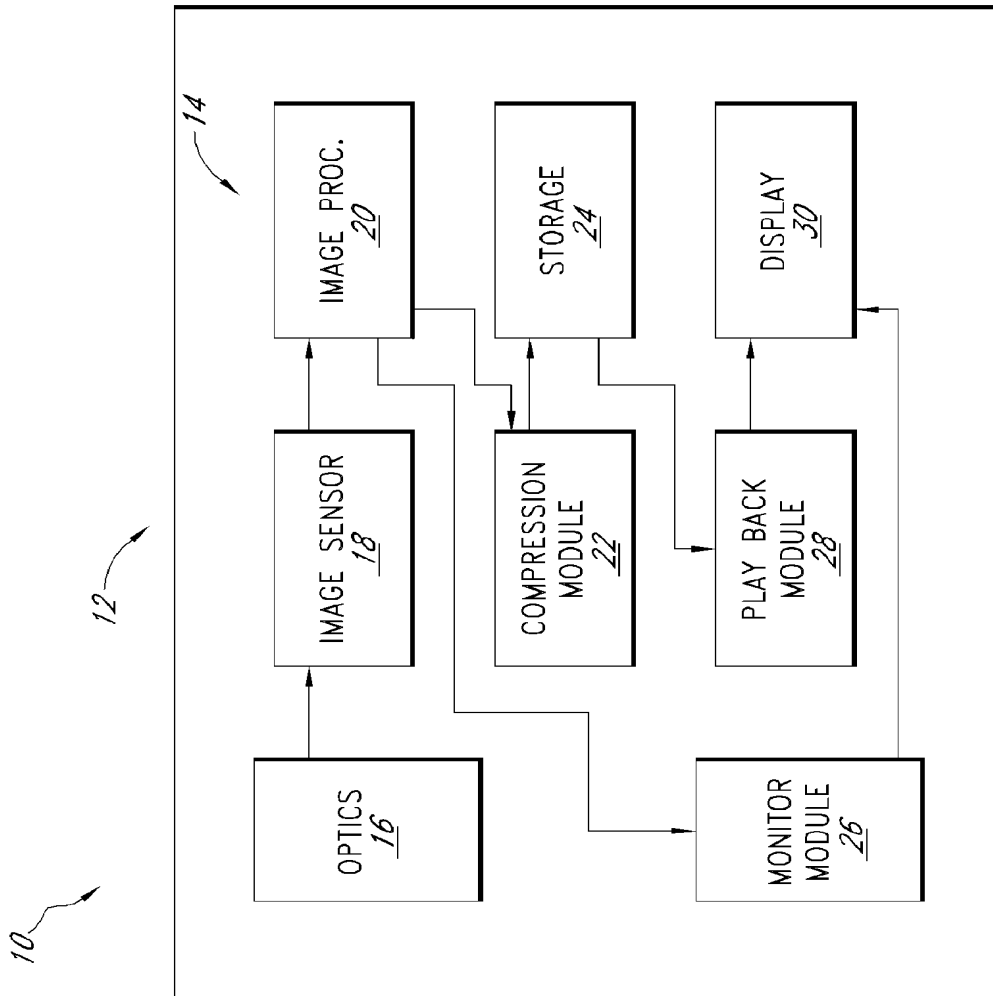 10
12
14
OPTICS
16
IMAGE SENSOR
18
IMAGE PROC.
20
COMPRESSION
MODULE
22
STORAGE
24
MONITOR
MODULE
26
PLAY BACK
MODULE
28
DISPLAY
30